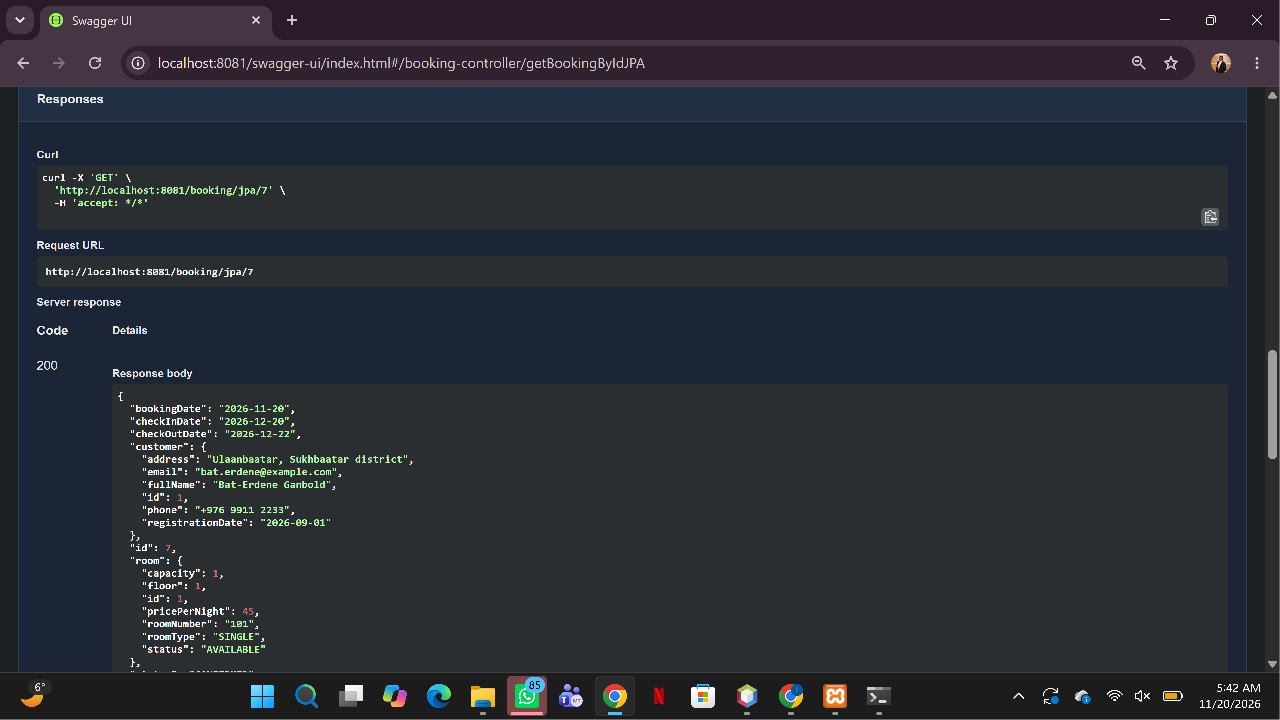 Swagger UI
localhost:8081/swagger-ui/index.html#/booking-controller/getBookingByIdJPA
Responses
Curl
curl -X 'GET' \
'http://localhost:8081/booking/jpa/7' \
-H 'accept: */*'
Request URL
http://localhost:8081/booking/jpa/7
Server response
Code Details
200
Response body
{
"bookingDate": "2026-11-20",
"checkInDate": "2026-12-20",
"checkOutDate": "2026-12-22",
"customer": {
"address": "Ulaanbaatar, Sukhbaatar district",
"email": "bat.erdene@example.com",
"fullName": "Bat-Erdene Ganbold",
"id": 1,
"phone": "+976 9911 2233",
"registrationDate": "2026-09-01"
},
"id": 7,
"room": {
"capacity": 1,
"floor": 1,
"id": 1,
"pricePerNight": 45,
"roomNumber": "101",
"roomType": "SINGLE",
"status": "AVAILABLE"
},
6°
85
5:42 AM
11/20/2026